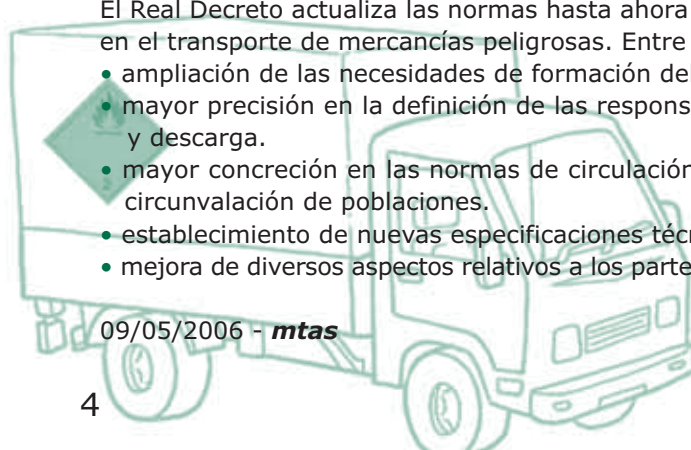 El Real Decreto actualiza las normas hasta ahora
en el transporte de mercancías peligrosas. Entre
• ampliación de las necesidades de formación del
• mayor precisión en la definición de las respons
y descarga.
• mayor concreción en las normas de circulación
circunvalación de poblaciones.
• establecimiento de nuevas especificaciones técn
• mejora de diversos aspectos relativos a los parte
09/05/2006 - mtas
4